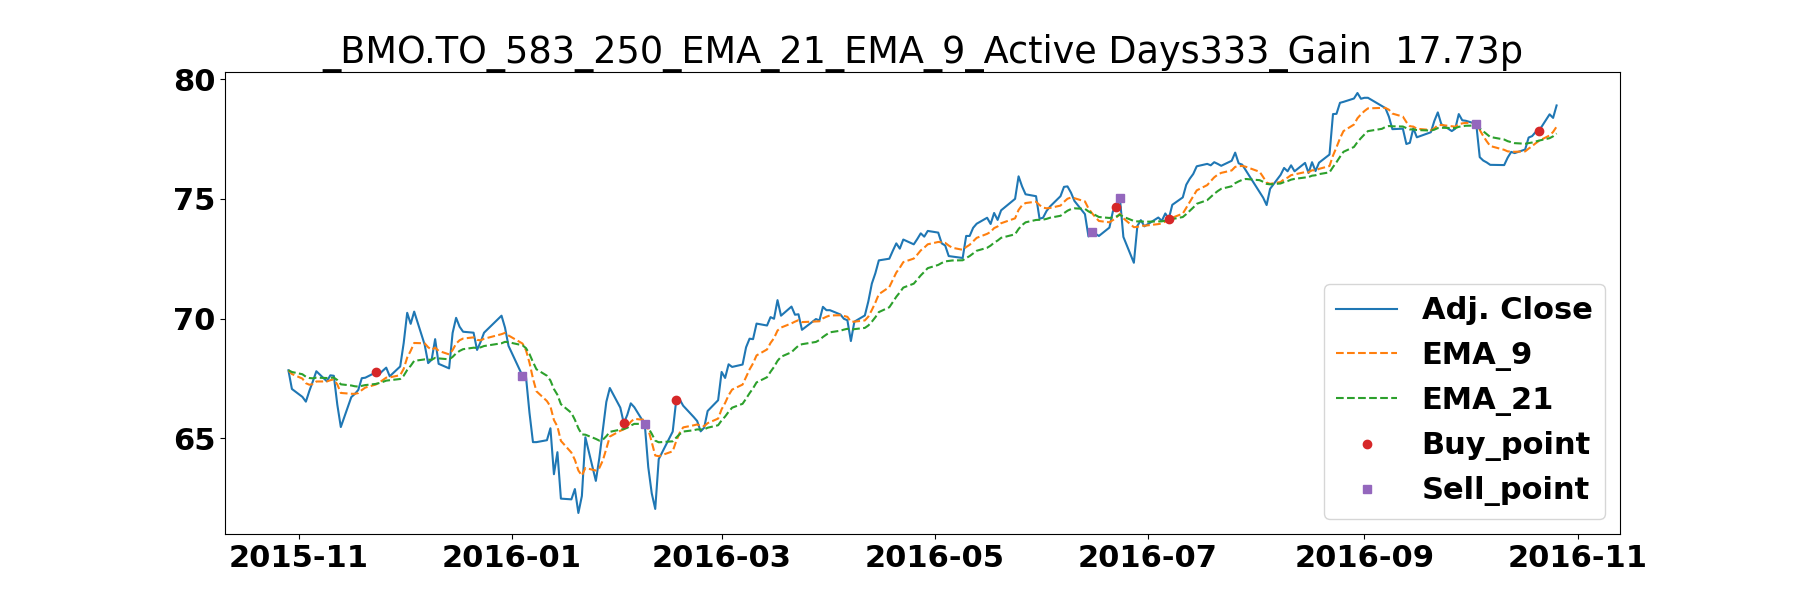 _BMO.TO_583_250_EMA_21_EMA_9_Active Days333_Gain  17.73p
80
75
70
65
Adj. Close
EMA_9
EMA_21
Buy_point
Sell_point
2015-11 2016-01 2016-03 2016-05 2016-07 2016-09 2016-11